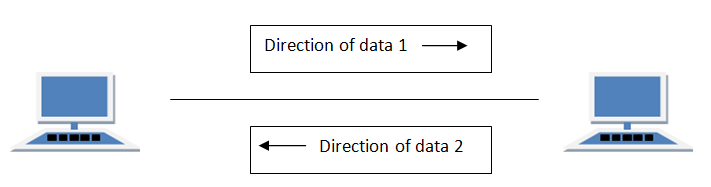 Direction of data 1
Direction of data 2